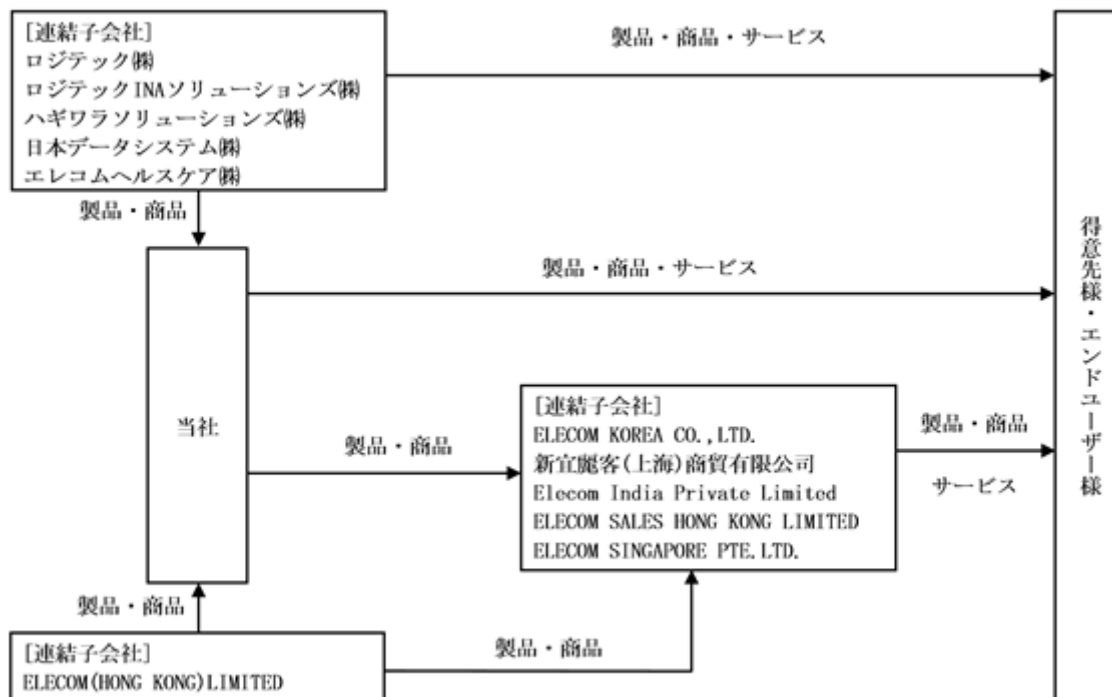 [連結子会社]
ロジテック㈱
ロジテックINAソリューションズ㈱
ハギワラソリューションズ㈱
日本データシステム㈱
エレコムヘルスケア㈱
製品・商品・サービス
製品・商品
当社
製品・商品・サービス
製品・商品
[連結子会社]
ELECOM KOREA CO.,LTD.
新宜麗客(上海)商貿有限公司
Elecom India Private Limited
ELECOM SALES HONG KONG LIMITED
ELECOM SINGAPORE PTE.LTD.
製品・商品
サービス
得意先様・エンドユーザー様
製品・商品
[連結子会社]
ELECOM(HONG KONG)LIMITED
製品・商品